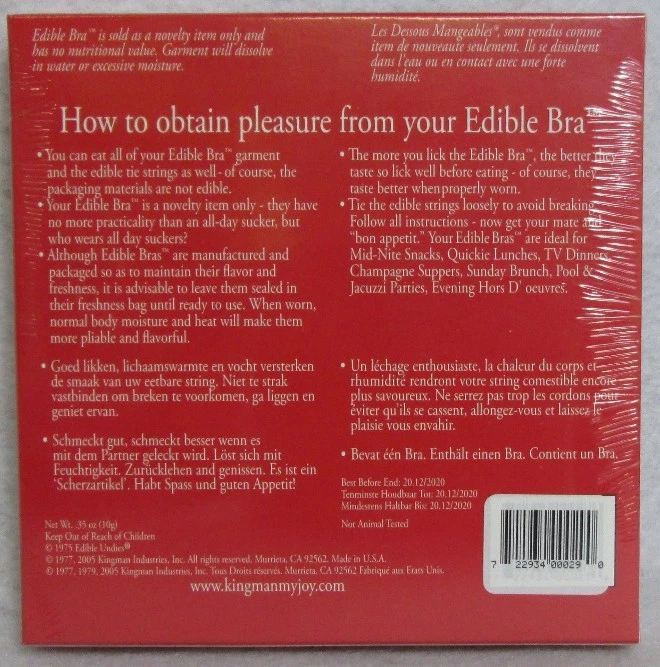 Edible Bra™ is sold as a novelty item only and
has no nutritional value. Garment will dissolve
in water or excessive moisture.
Les Dessous Mangeables®, sont vendus comme
item de nouveaute seulement. Ils se dissolvent
dans l'eau ou en contact avec une forte
humidité.
How to obtain pleasure from your Edible Bra™
• You can eat all of your Edible Bra™ garment
and the edible tie strings as well - of course, the
packaging materials are not edible.
• Your Edible Bra™ is a novelty item only - they have
no more practicality than an all-day sucker, but
who wears all day suckers?
• Although Edible Bras™ are manufactured and
packaged so as to maintain their flavor and
freshness, it is advisable to leave them sealed in
their freshness bag until ready to use. When worn,
normal body moisture and heat will make them
more pliable and flavorful.
• The more you lick the Edible Bra™, the better they
taste so lick well before eating - of course, they
taste better when properly worn.
• Tie the edible strings loosely to avoid breaking.
Follow all instructions - now get your mate and
"bon appetit." Your Edible Bras™ are ideal for
Mid-Nite Snacks, Quickie Lunches, TV Dinners,
Champagne Suppers, Sunday Brunch, Pool &
Jacuzzi Parties, Evening Hors D' oeuvres.
• Goed likken, lichaamswarmte en vocht versterken
de smaak van uw eetbare string. Niet te strak
vastbinden om breken te voorkomen, ga liggen en
geniet ervan.
• Un léchage enthousiaste, la chaleur du corps et
rhumidité rendront votre string comestible encore
plus savoureux. Ne serrez pas trop les cordons pour
éviter qu'ils se cassent, allongez-vous et laissez le
plaisie vous envahir.
• Schmeckt gut, schmeckt besser wenn es
mit dem Partner geleckt wird. Löst sich mit
Feuchtigkeit. Zurücklehen and genissen. Es ist ein
'Scherzartikel'. Habt Spass und guten Appetit!
• Bevat één Bra. Enthält einen Bra. Contient un Bra.
Best Before End: 20.12/2020
Tenminste Houdbaar Tot: 20.12/2020
Mindestens Haltbar Bis: 20.12/2020
Not Animal Tested
Net Wt. .35 oz (10g)
Keep Out of Reach of Children
© 1975 Edible Undies®
© 1977, 2005 Kingman Industries, Inc. All rights reserved. Murrieta, CA 92562. Made in U.S.A.
© 1977, 1979, 2005 Kingman Industries, Inc. Tous Droits réservés. Murrieta, CA 92562 Fabriqué aux Etats Unis.
www.kingmanmyjoy.com
7 22934 00029 0